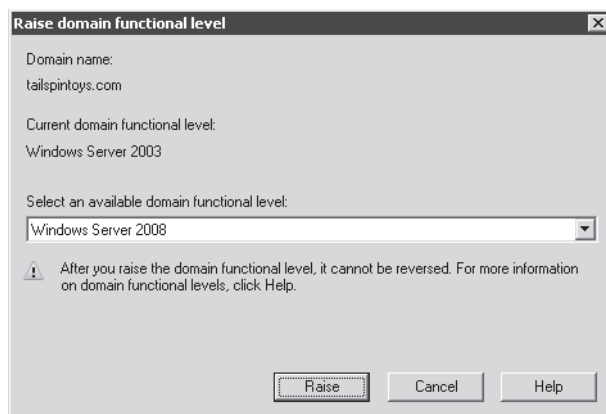 Raise domain functional level
Domain name:
tailspintoys.com
Current domain functional level:
Windows Server 2003
Select an available domain functional level:
Windows Server 2008
After you raise the domain functional level, it cannot be reversed. For more information
on domain functional levels, click Help.
Raise
Cancel
Help